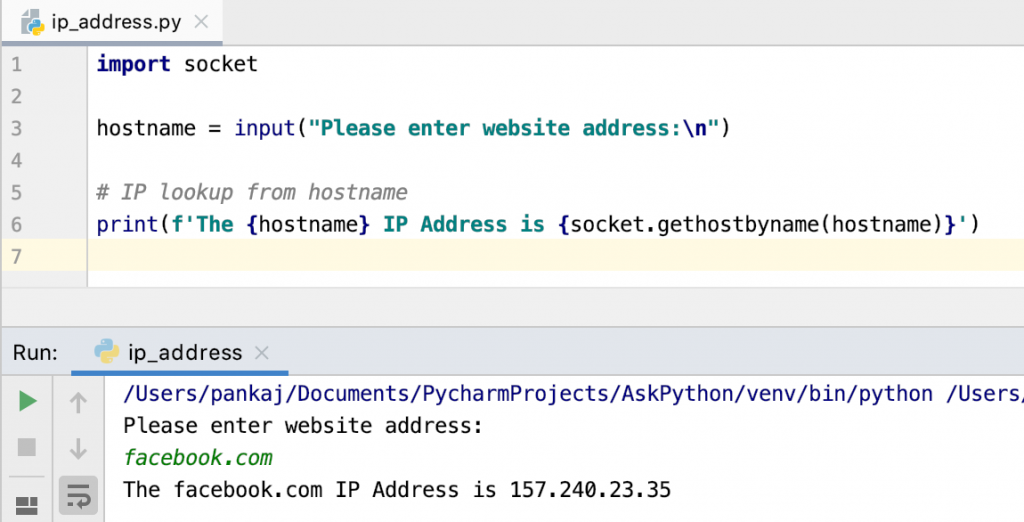 ip_address.py
1 import socket
2
3 hostname = input("Please enter website address:\n")
4
5 # IP lookup from hostname
6 print(f'The {hostname} IP Address is {socket.gethostbyname(hostname)}')
7
Run: ip_address
/Users/pankaj/Documents/PycharmProjects/AskPython/venv/bin/python /Users/
Please enter website address:
facebook.com
The facebook.com IP Address is 157.240.23.35